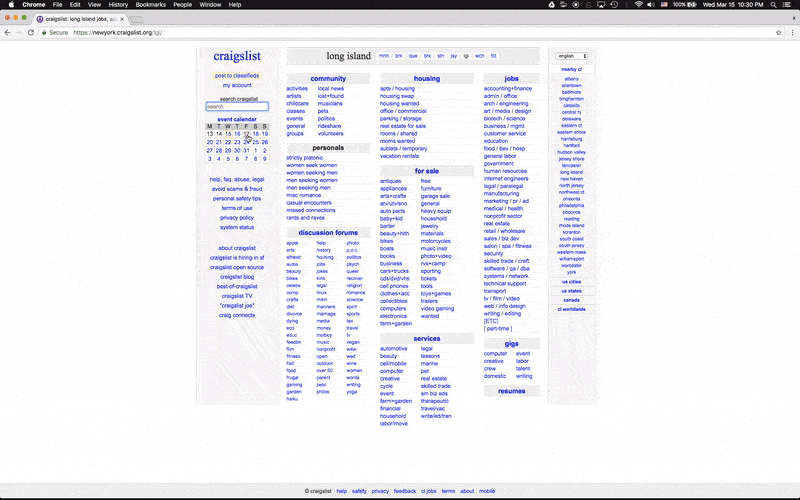 Chrome File Edit View History Bookmarks People Window Help
100% Wed Mar 15 10:30 PM
craigslist: long island jobs, ap
Secure https://newyork.craigslist.org/lgi/
craigslist
post to classifieds
my account
search craigslist
search
event calendar
M T W T F S S
13 14 15 16 17 18 19
20 21 22 23 24 25 26
27 28 29 30 31 1 2
3 4 5 6 7 8 9
help, faq, abuse, legal
avoid scams & fraud
personal safety tips
terms of use
privacy policy
system status
about craigslist
craigslist is hiring in sf
craigslist open source
craigslist blog
best-of-craigslist
craigslist TV
"craigslist joe"
craig connects
long island mnh brk que brx stn jsy lgi wch fct
community
activities local news
artists lost+found
childcare musicians
classes pets
events politics
general rideshare
groups volunteers
personals
strictly platonic
women seek women
women seeking men
men seeking women
men seeking men
misc romance
casual encounters
missed connections
rants and raves
discussion forums
apple help photo
arts history p.o.c.
atheist housing politics
autos jobs psych
beauty jokes queer
bikes kink recover
celebs legal religion
comp linux romance
crafts m4m science
diet manners spirit
divorce marriage sports
dying media tax
eco money travel
educ motocy tv
feedbk music vegan
film nonprofit w4w
fitness open wed
fixit outdoor wine
food over 50 women
frugal parent words
gaming pets writing
garden philos yoga
haiku
housing
apts / housing
housing swap
housing wanted
office / commercial
parking / storage
real estate for sale
rooms / shared
rooms wanted
sublets / temporary
vacation rentals
for sale
antiques free
appliances furniture
arts+crafts garage sale
atv/utv/sno general
auto parts heavy equip
baby+kid household
barter jewelry
beauty+hlth materials
bikes motorcycles
boats music instr
books photo+video
business rvs+camp
cars+trucks sporting
cds/dvd/vhs tickets
cell phones tools
clothes+acc toys+games
collectibles trailers
computers video gaming
electronics wanted
farm+garden
services
automotive legal
beauty lessons
cell/mobile marine
computer pet
creative real estate
cycle skilled trade
event sm biz ads
farm+garden therapeutic
financial travel/vac
household write/ed/tran
labor/move
jobs
accounting+finance
admin / office
arch / engineering
art / media / design
biotech / science
business / mgmt
customer service
education
food / bev / hosp
general labor
government
human resources
internet engineers
legal / paralegal
manufacturing
marketing / pr / ad
medical / health
nonprofit sector
real estate
retail / wholesale
sales / biz dev
salon / spa / fitness
security
skilled trade / craft
software / qa / dba
systems / network
technical support
transport
tv / film / video
web / info design
writing / editing
[ETC]
[ part-time ]
gigs
computer event
creative labor
crew talent
domestic writing
resumes
english
nearby cl
albany
allentown
baltimore
binghamton
catskills
central nj
delaware
eastern ct
eastern shore
harrisburg
hartford
hudson valley
jersey shore
lancaster
long island
new haven
north jersey
northwest ct
oneonta
philadelphia
poconos
reading
rhode island
scranton
south coast
south jersey
western mass
williamsport
worcester
york
us cities
us states
canada
cl worldwide
© craigslist help safety privacy feedback cl jobs terms about mobile